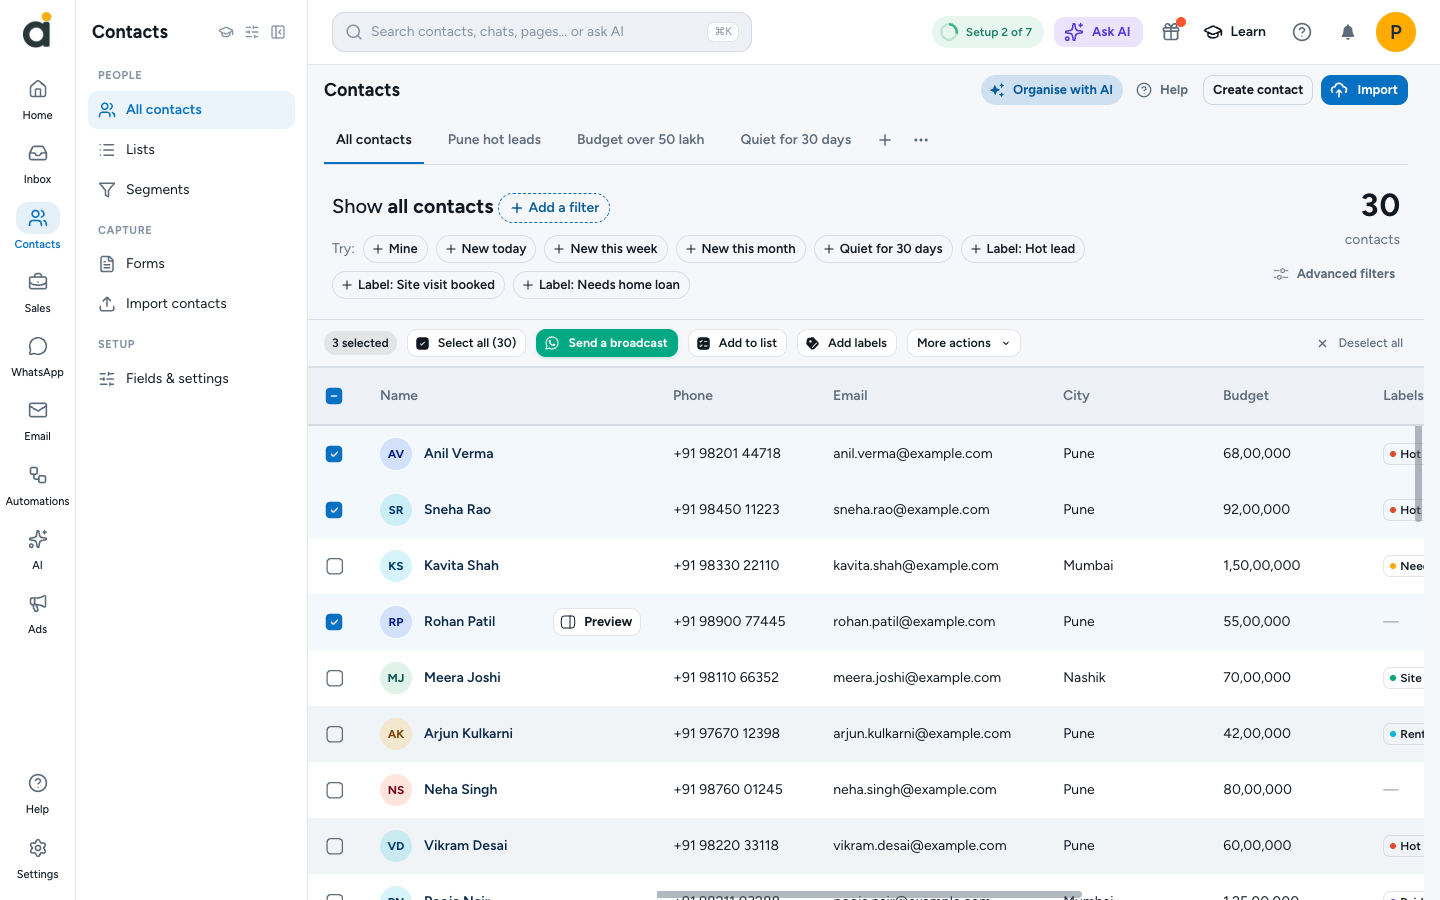 Contacts
Search contacts, chats, pages... or ask AI
⌘K
Setup 2 of 7
Ask AI
Learn
P
Home
Inbox
Contacts
Sales
WhatsApp
Email
Automations
AI
Ads
Help
Settings
PEOPLE
All contacts
Lists
Segments
CAPTURE
Forms
Import contacts
SETUP
Fields & settings
Contacts
Organise with AI
Help
Create contact
Import
All contacts
Pune hot leads
Budget over 50 lakh
Quiet for 30 days
Show all contacts
+ Add a filter
30
contacts
Try:
+ Mine
+ New today
+ New this week
+ New this month
+ Quiet for 30 days
+ Label: Hot lead
+ Label: Site visit booked
+ Label: Needs home loan
Advanced filters
3 selected
Select all (30)
Send a broadcast
Add to list
Add labels
More actions
Deselect all
Name Phone Email City Budget Labels
AV Anil Verma +91 98201 44718 anil.verma@example.com Pune 68,00,000 Hot
SR Sneha Rao +91 98450 11223 sneha.rao@example.com Pune 92,00,000 Hot
KS Kavita Shah +91 98330 22110 kavita.shah@example.com Mumbai 1,50,00,000
RP Rohan Patil Preview +91 98900 77445 rohan.patil@example.com Pune 55,00,000 —
MJ Meera Joshi +91 98110 66352 meera.joshi@example.com Nashik 70,00,000 Site
AK Arjun Kulkarni +91 97670 12398 arjun.kulkarni@example.com Pune 42,00,000 Rent
NS Neha Singh +91 98760 01245 neha.singh@example.com Pune 80,00,000 —
VD Vikram Desai +91 98220 33118 vikram.desai@example.com Pune 60,00,000 Hot